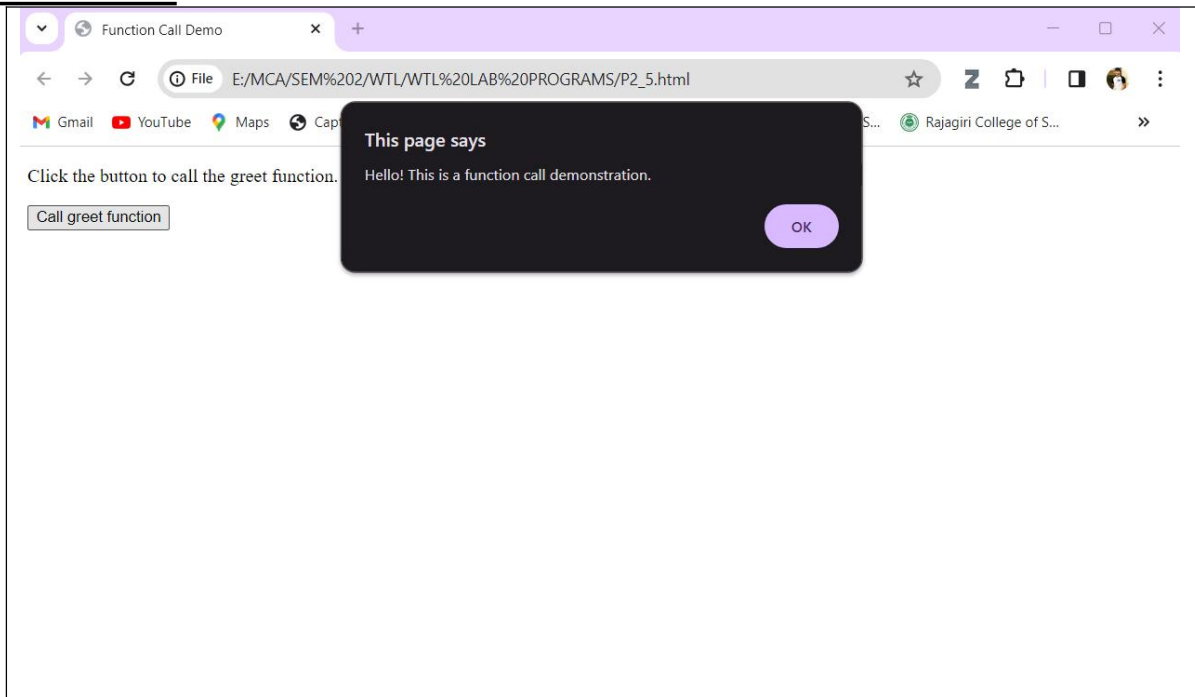 Function Call Demo
File E:/MCA/SEM%202/WTL/WTL%20LAB%20PROGRAMS/P2_5.html
Gmail YouTube Maps Capt S... Rajagiri College of S...
This page says
Hello! This is a function call demonstration.
OK
Click the button to call the greet function.
Call greet function